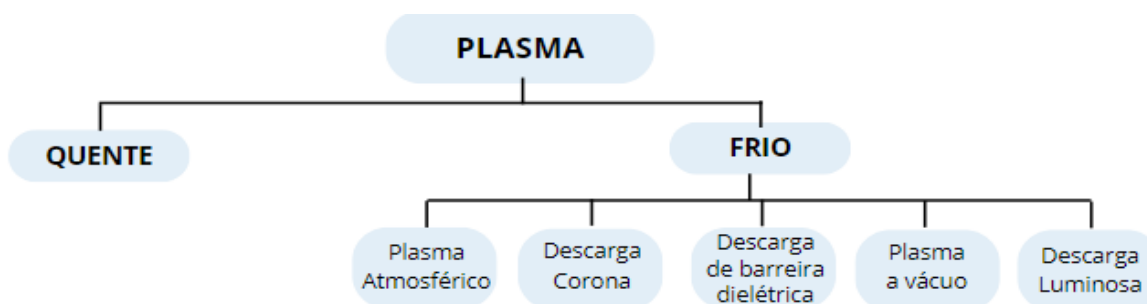 PLASMA
QUENTE
FRIO
Plasma
Atmosférico
Descarga
Corona
Descarga
de barreira
dielétrica
Plasma
a vácuo
Descarga
Luminosa